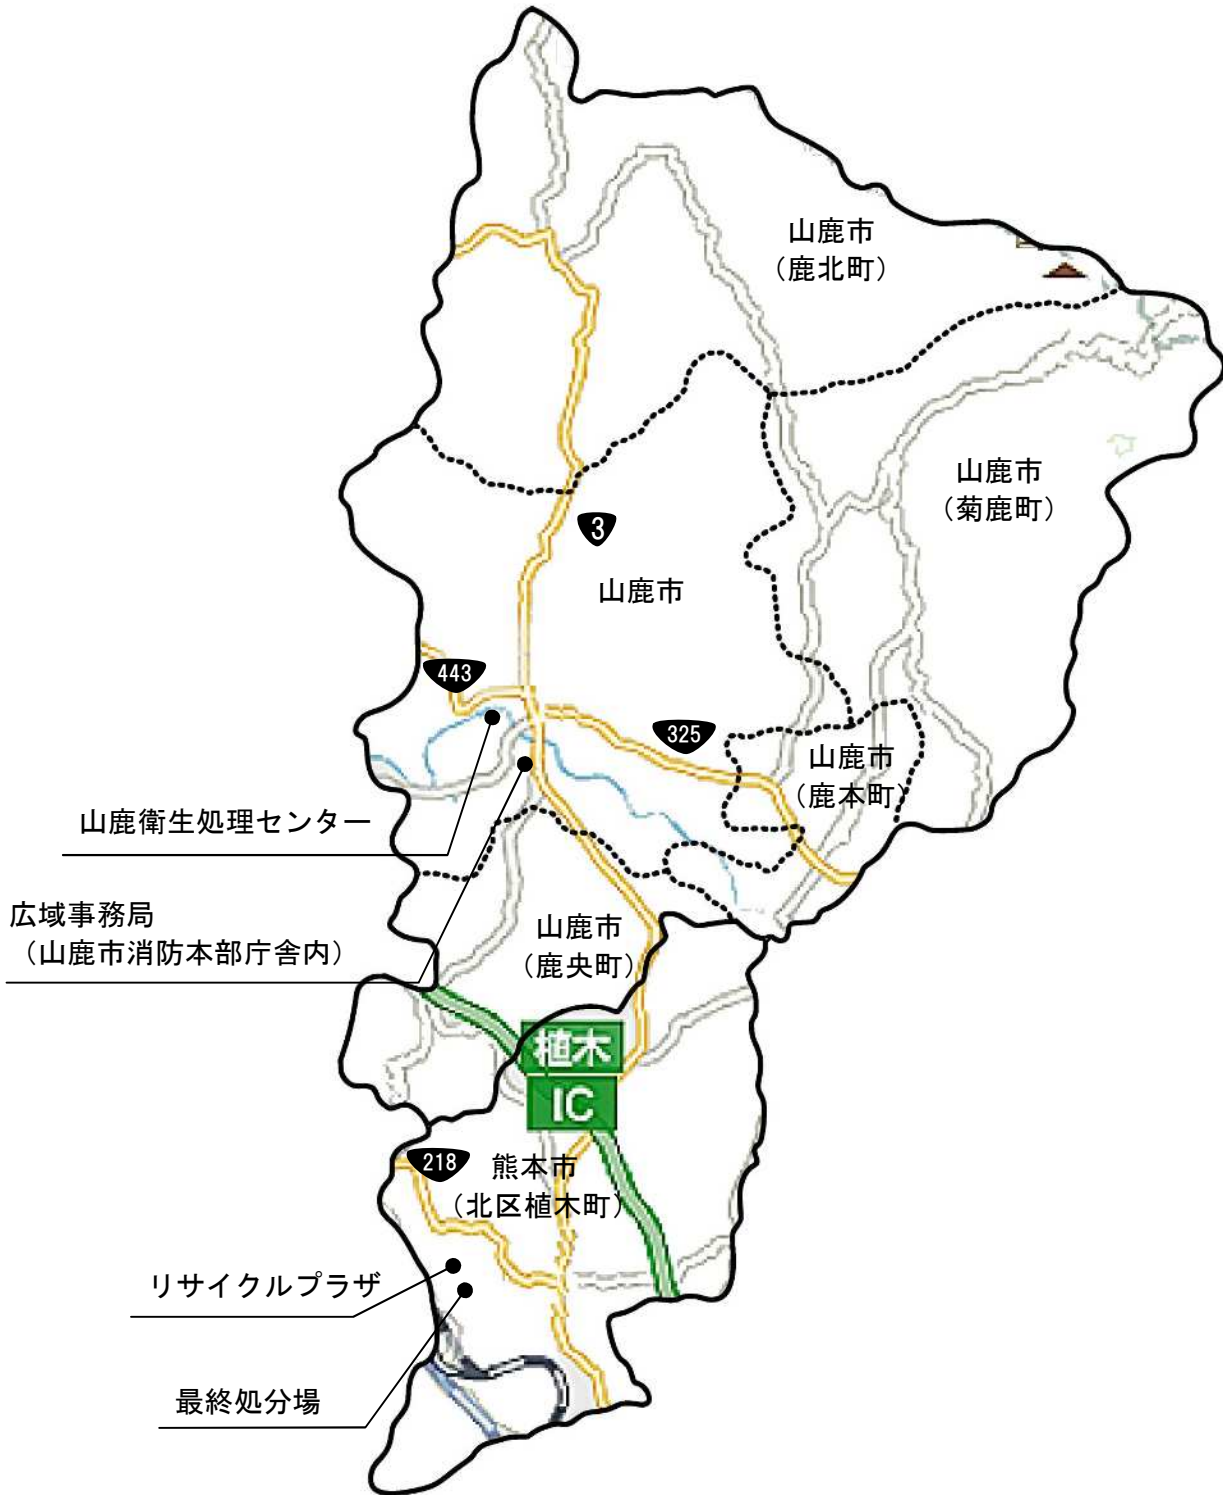 山鹿市
（鹿北町）
山鹿市
（菊鹿町）
3
山鹿市
443
325
山鹿市
（鹿本町）
山鹿衛生処理センター
広域事務局
（山鹿市消防本部庁舎内）
山鹿市
（鹿央町）
植木
IC
218
熊本市
（北区植木町）
リサイクルプラザ
最終処分場